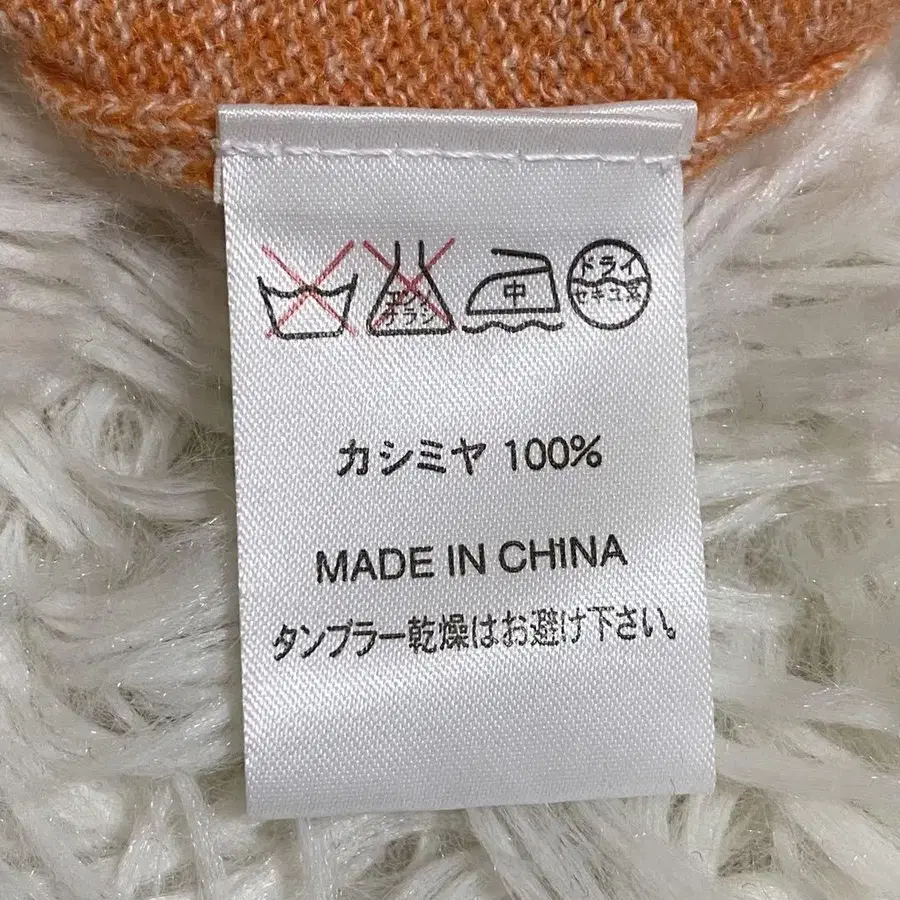 エンソ
チラシ
中
ドライ
セキユ系
カシミヤ 100%
MADE IN CHINA
タンブラー乾燥はお避け下さい。